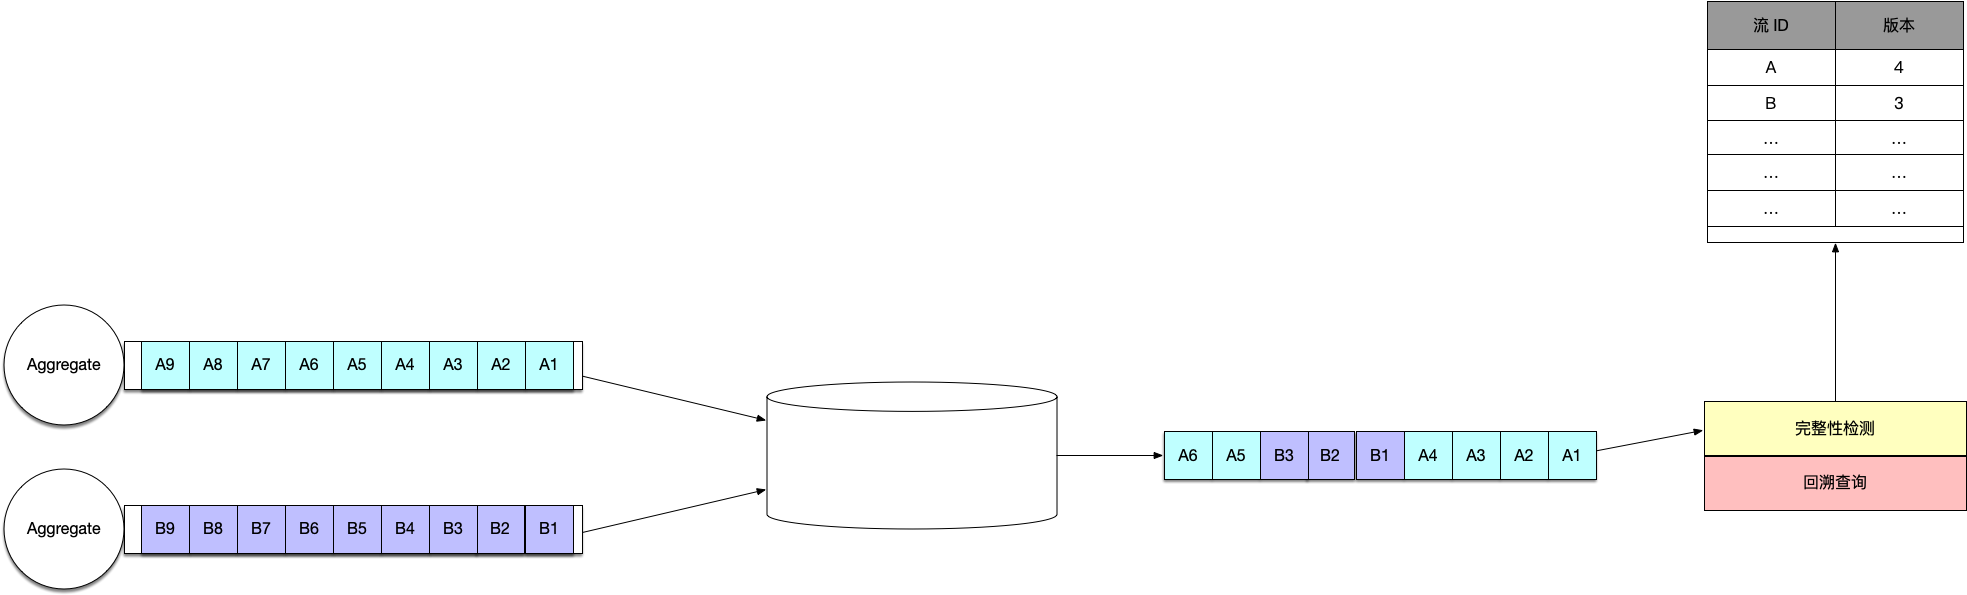 流 ID 版本
A 4
B 3
... ...
... ...
... ...
Aggregate A9 A8 A7 A6 A5 A4 A3 A2 A1
A6 A5 B3 B2 B1 A4 A3 A2 A1
完整性检测
回溯查询
Aggregate B9 B8 B7 B6 B5 B4 B3 B2 B1